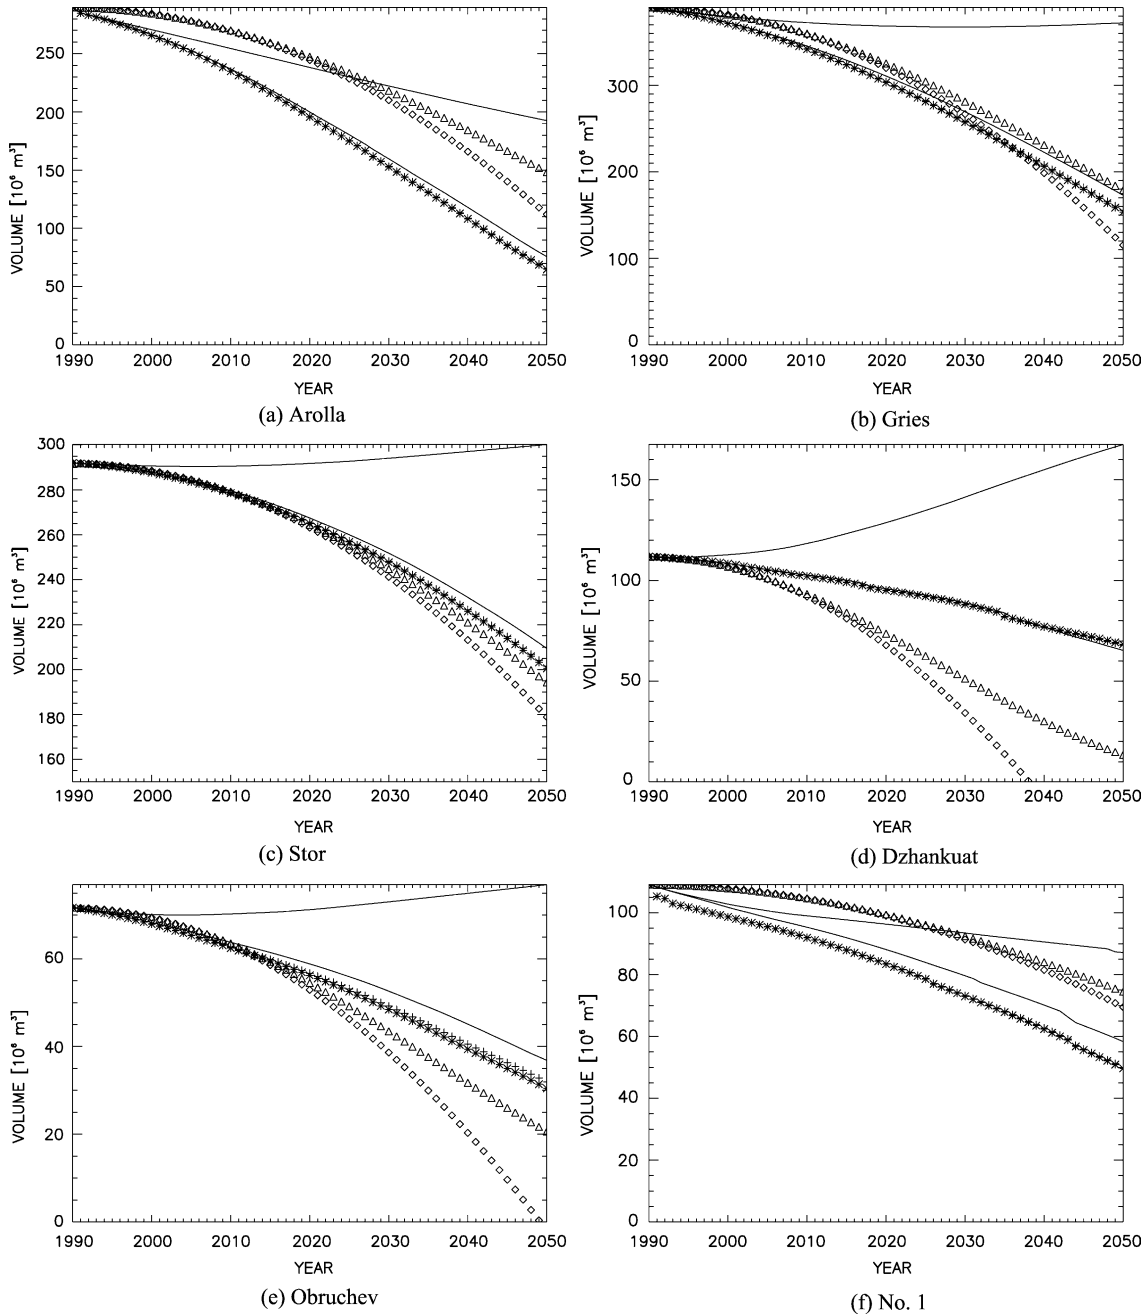 250
200
150
100
50
0
VOLUME [10⁶ m³]
1990 2000 2010 2020 2030 2040 2050
YEAR
(a) Arolla
300
200
100
0
VOLUME [10⁶ m³]
1990 2000 2010 2020 2030 2040 2050
YEAR
(b) Gries
300
280
260
240
220
200
180
160
VOLUME [10⁶ m³]
1990 2000 2010 2020 2030 2040 2050
YEAR
(c) Stor
150
100
50
0
VOLUME [10⁶ m³]
1990 2000 2010 2020 2030 2040 2050
YEAR
(d) Dzhankuat
60
40
20
0
VOLUME [10⁶ m³]
1990 2000 2010 2020 2030 2040 2050
YEAR
(e) Obruchev
100
80
60
40
20
0
VOLUME [10⁶ m³]
1990 2000 2010 2020 2030 2040 2050
YEAR
(f) No. 1